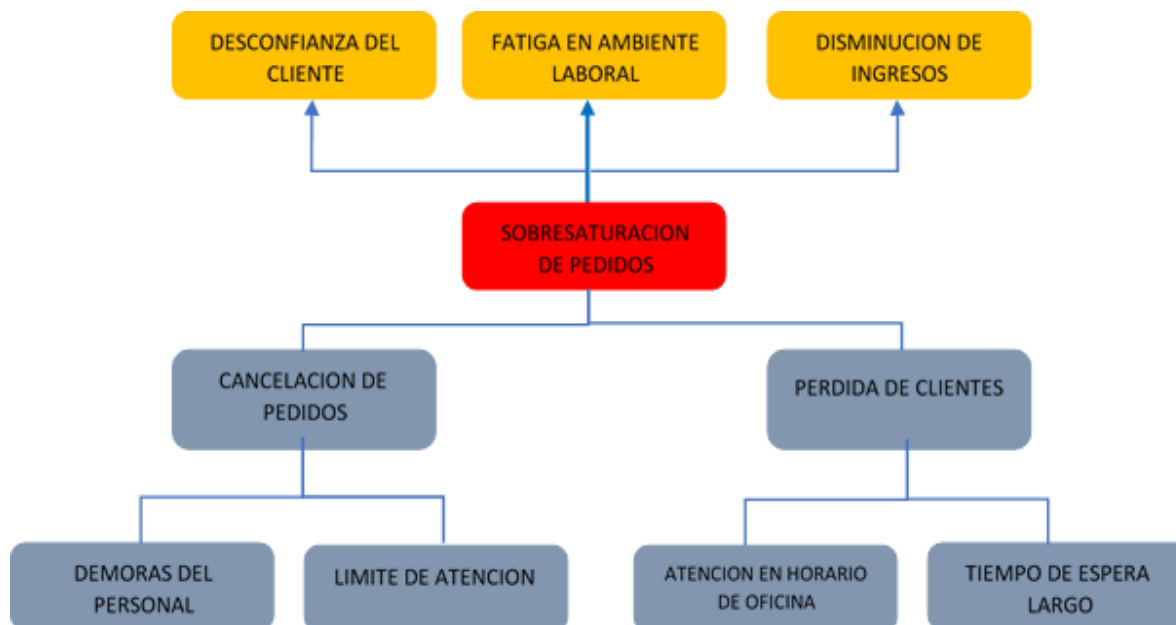 DESCONFIANZA DEL
CLIENTE
FATIGA EN AMBIENTE
LABORAL
DISMINUCION DE
INGRESOS
SOBRESATURACION
DE PEDIDOS
CANCELACION DE
PEDIDOS
PERDIDA DE CLIENTES
DEMORAS DEL
PERSONAL
LIMITE DE ATENCION
ATENCION EN HORARIO
DE OFICINA
TIEMPO DE ESPERA
LARGO